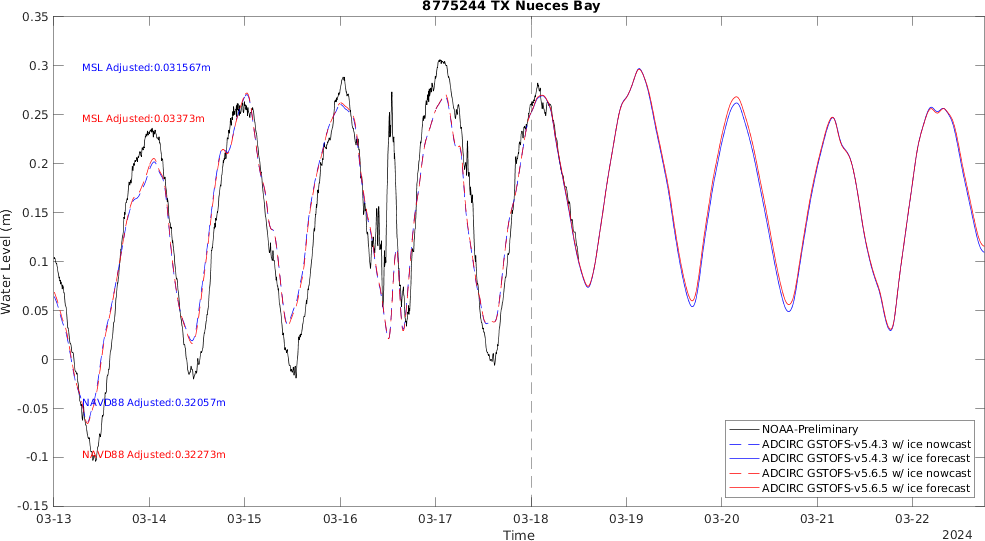 8775244 TX Nueces Bay
0.35
0.3
0.25
0.2
0.15
0.1
0.05
0
-0.05
-0.1
-0.15
Water Level (m)
MSL Adjusted:0.031567m
MSL Adjusted:0.03373m
NAVD88 Adjusted:0.32057m
NAVD88 Adjusted:0.32273m
NOAA-Preliminary
ADCIRC GSTOFS-v5.4.3 w/ ice nowcast
ADCIRC GSTOFS-v5.4.3 w/ ice forecast
ADCIRC GSTOFS-v5.6.5 w/ ice nowcast
ADCIRC GSTOFS-v5.6.5 w/ ice forecast
03-13 03-14 03-15 03-16 03-17 03-18 03-19 03-20 03-21 03-22
Time
2024